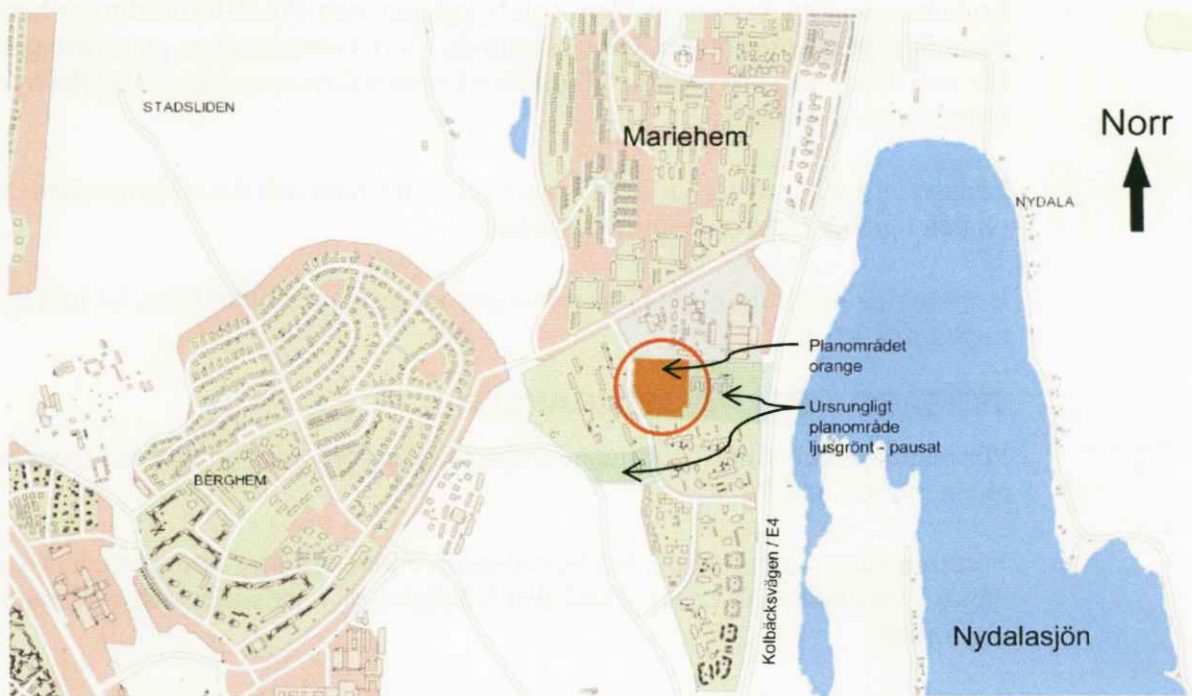 STADSLIDEN
Mariehem
Norr
NYDALA
Planområdet
orange
Ursrungligt
planområde
ljusgrönt - pausat
BERGHEM
Kolbäcksvägen / E4
Nydalasjön